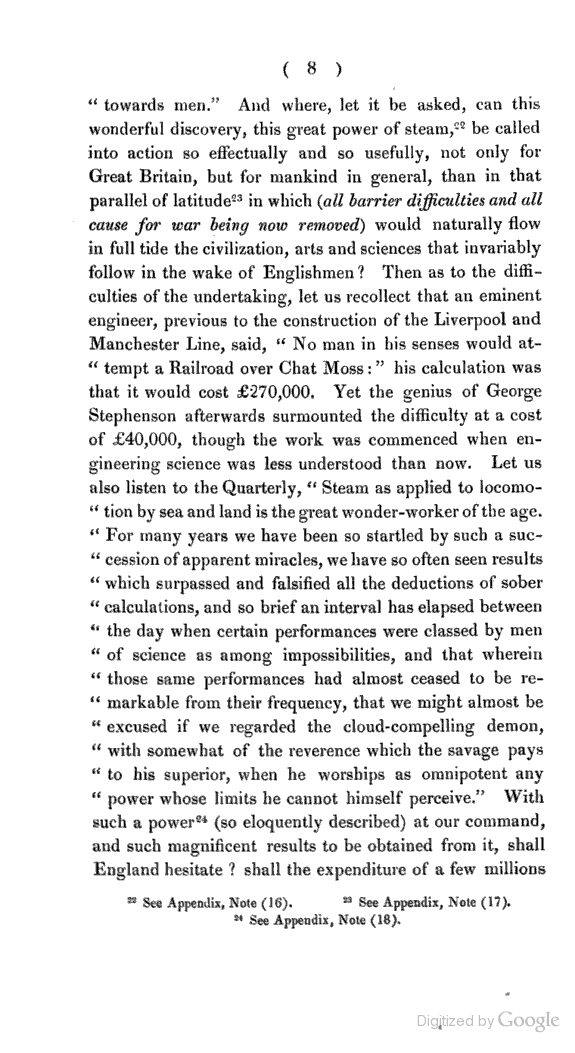 ( 8 )
“ towards men.” And where, let it be asked, can this
wonderful discovery, this great power of steam,²² be called
into action so effectually and so usefully, not only for
Great Britain, but for mankind in general, than in that
parallel of latitude²³ in which (all barrier difficulties and all
cause for war being now removed) would naturally flow
in full tide the civilization, arts and sciences that invariably
follow in the wake of Englishmen? Then as to the diffi-
culties of the undertaking, let us recollect that an eminent
engineer, previous to the construction of the Liverpool and
Manchester Line, said, “ No man in his senses would at-
“ tempt a Railroad over Chat Moss:” his calculation was
that it would cost £270,000. Yet the genius of George
Stephenson afterwards surmounted the difficulty at a cost
of £40,000, though the work was commenced when en-
gineering science was less understood than now. Let us
also listen to the Quarterly, “ Steam as applied to locomo-
“ tion by sea and land is the great wonder-worker of the age.
“ For many years we have been so startled by such a suc-
“ cession of apparent miracles, we have so often seen results
“ which surpassed and falsified all the deductions of sober
“ calculations, and so brief an interval has elapsed between
“ the day when certain performances were classed by men
“ of science as among impossibilities, and that wherein
“ those same performances had almost ceased to be re-
“ markable from their frequency, that we might almost be
“ excused if we regarded the cloud-compelling demon,
“ with somewhat of the reverence which the savage pays
“ to his superior, when he worships as omnipotent any
“ power whose limits he cannot himself perceive.” With
such a power²⁴ (so eloquently described) at our command,
and such magnificent results to be obtained from it, shall
England hesitate ? shall the expenditure of a few millions
²² See Appendix, Note (16). ²³ See Appendix, Note (17).
²⁴ See Appendix, Note (18).
Digitized by Google